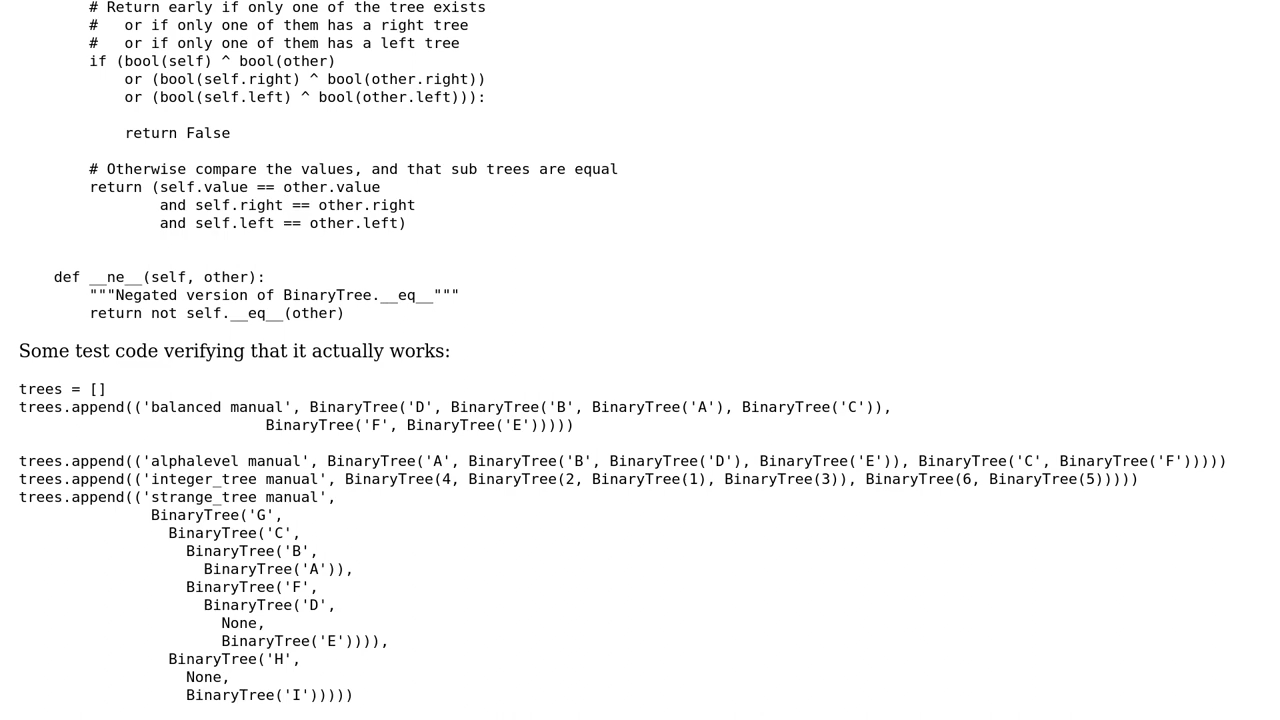 # Return early if only one of the tree exists
#   or if only one of them has a right tree
#   or if only one of them has a left tree
if (bool(self) ^ bool(other)
or (bool(self.right) ^ bool(other.right))
or (bool(self.left) ^ bool(other.left))):
return False
# Otherwise compare the values, and that sub trees are equal
return (self.value == other.value
and self.right == other.right
and self.left == other.left)
def __ne__(self, other):
"""Negated version of BinaryTree.__eq__"""
return not self.__eq__(other)
Some test code verifying that it actually works:
trees = []
trees.append(('balanced manual', BinaryTree('D', BinaryTree('B', BinaryTree('A'), BinaryTree('C')),
BinaryTree('F', BinaryTree('E')))))
trees.append(('alphalevel manual', BinaryTree('A', BinaryTree('B', BinaryTree('D'), BinaryTree('E')), BinaryTree('C', BinaryTree('F')))))
trees.append(('integer_tree manual', BinaryTree(4, BinaryTree(2, BinaryTree(1), BinaryTree(3)), BinaryTree(6, BinaryTree(5)))))
trees.append(('strange_tree manual',
BinaryTree('G',
BinaryTree('C',
BinaryTree('B',
BinaryTree('A')),
BinaryTree('F',
BinaryTree('D',
None,
BinaryTree('E')))),
BinaryTree('H',
None,
BinaryTree('I')))))